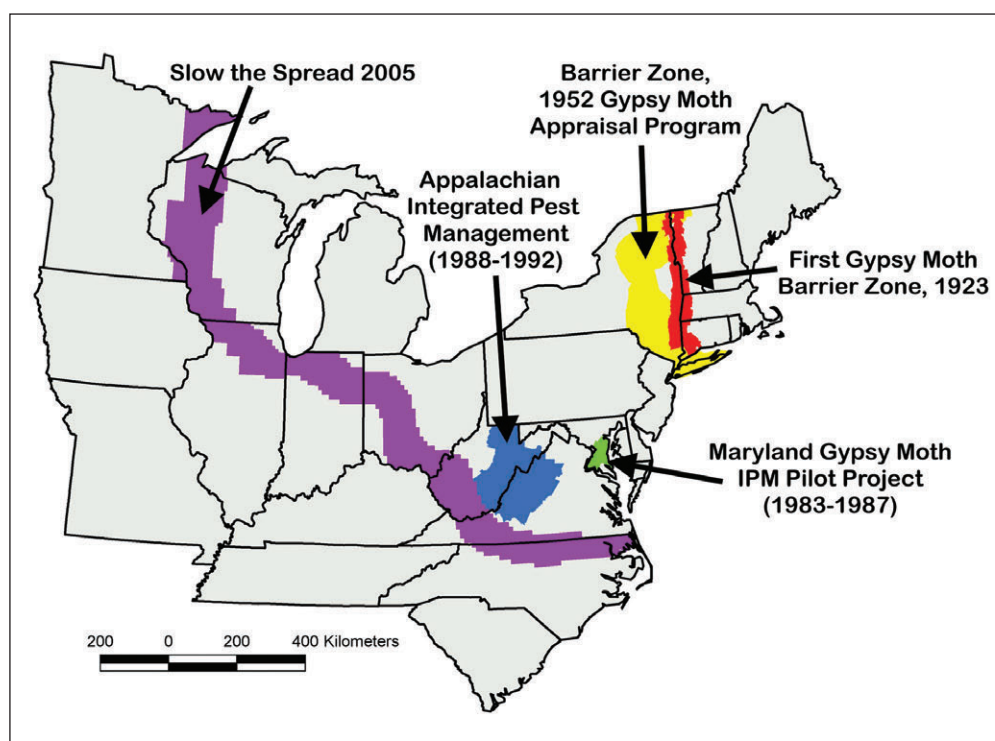 Slow the Spread 2005
Barrier Zone,
1952 Gypsy Moth
Appraisal Program
Appalachian
Integrated Pest
Management
(1988-1992)
First Gypsy Moth
Barrier Zone, 1923
Maryland Gypsy Moth
IPM Pilot Project
(1983-1987)
200 0 200 400 Kilometers